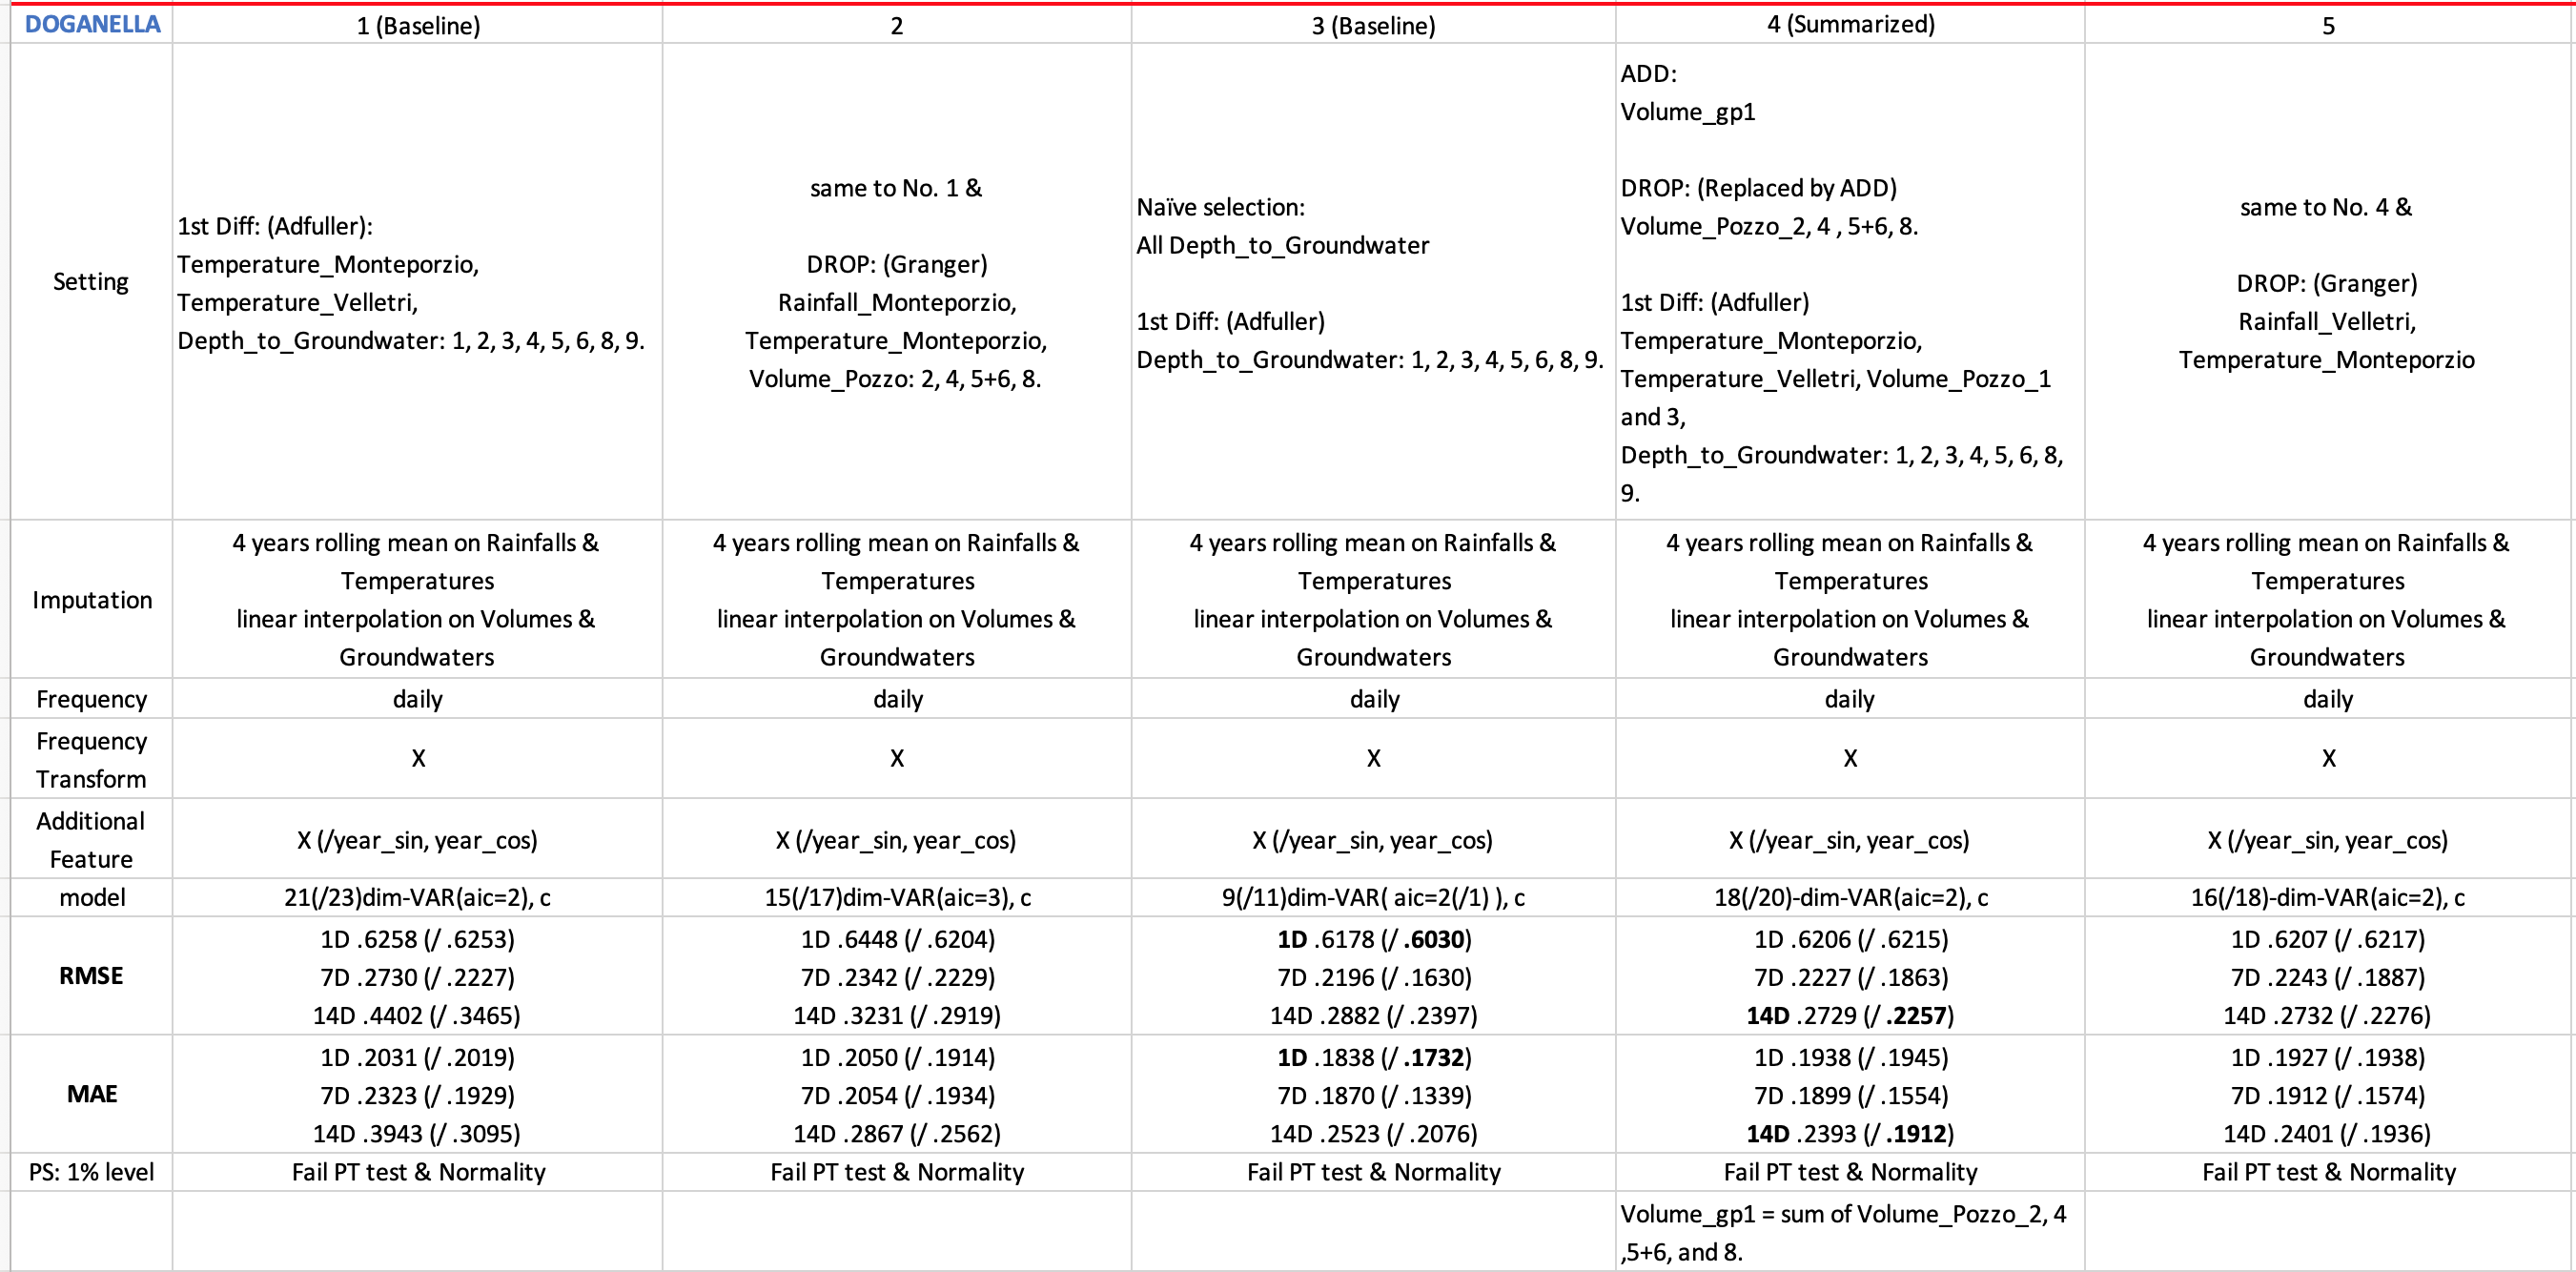 DOGANELLA 1 (Baseline) 2 3 (Baseline) 4 (Summarized) 5
Setting
1st Diff: (Adfuller):
Temperature_Monteporzio,
Temperature_Velletri,
Depth_to_Groundwater: 1, 2, 3, 4, 5, 6, 8, 9.
same to No. 1 &
DROP: (Granger)
Rainfall_Monteporzio,
Temperature_Monteporzio,
Volume_Pozzo: 2, 4, 5+6, 8.
Naïve selection:
All Depth_to_Groundwater
1st Diff: (Adfuller)
Depth_to_Groundwater: 1, 2, 3, 4, 5, 6, 8, 9.
ADD:
Volume_gp1
DROP: (Replaced by ADD)
Volume_Pozzo_2, 4 , 5+6, 8.
1st Diff: (Adfuller)
Temperature_Monteporzio,
Temperature_Velletri, Volume_Pozzo_1
and 3,
Depth_to_Groundwater: 1, 2, 3, 4, 5, 6, 8,
9.
same to No. 4 &
DROP: (Granger)
Rainfall_Velletri,
Temperature_Monteporzio
Imputation
4 years rolling mean on Rainfalls &
Temperatures
linear interpolation on Volumes &
Groundwaters
4 years rolling mean on Rainfalls &
Temperatures
linear interpolation on Volumes &
Groundwaters
4 years rolling mean on Rainfalls &
Temperatures
linear interpolation on Volumes &
Groundwaters
4 years rolling mean on Rainfalls &
Temperatures
linear interpolation on Volumes &
Groundwaters
4 years rolling mean on Rainfalls &
Temperatures
linear interpolation on Volumes &
Groundwaters
Frequency daily daily daily daily daily
Frequency
Transform
X X X X X
Additional
Feature
X (/year_sin, year_cos) X (/year_sin, year_cos) X (/year_sin, year_cos) X (/year_sin, year_cos) X (/year_sin, year_cos)
model 21(/23)dim-VAR(aic=2), c 15(/17)dim-VAR(aic=3), c 9(/11)dim-VAR( aic=2(/1) ), c 18(/20)-dim-VAR(aic=2), c 16(/18)-dim-VAR(aic=2), c
RMSE
1D .6258 (/ .6253)
7D .2730 (/ .2227)
14D .4402 (/ .3465)
1D .6448 (/ .6204)
7D .2342 (/ .2229)
14D .3231 (/ .2919)
1D .6178 (/ .6030)
7D .2196 (/ .1630)
14D .2882 (/ .2397)
1D .6206 (/ .6215)
7D .2227 (/ .1863)
14D .2729 (/ .2257)
1D .6207 (/ .6217)
7D .2243 (/ .1887)
14D .2732 (/ .2276)
MAE
1D .2031 (/ .2019)
7D .2323 (/ .1929)
14D .3943 (/ .3095)
1D .2050 (/ .1914)
7D .2054 (/ .1934)
14D .2867 (/ .2562)
1D .1838 (/ .1732)
7D .1870 (/ .1339)
14D .2523 (/ .2076)
1D .1938 (/ .1945)
7D .1899 (/ .1554)
14D .2393 (/ .1912)
1D .1927 (/ .1938)
7D .1912 (/ .1574)
14D .2401 (/ .1936)
PS: 1% level Fail PT test & Normality Fail PT test & Normality Fail PT test & Normality Fail PT test & Normality Fail PT test & Normality
Volume_gp1 = sum of Volume_Pozzo_2, 4
,5+6, and 8.